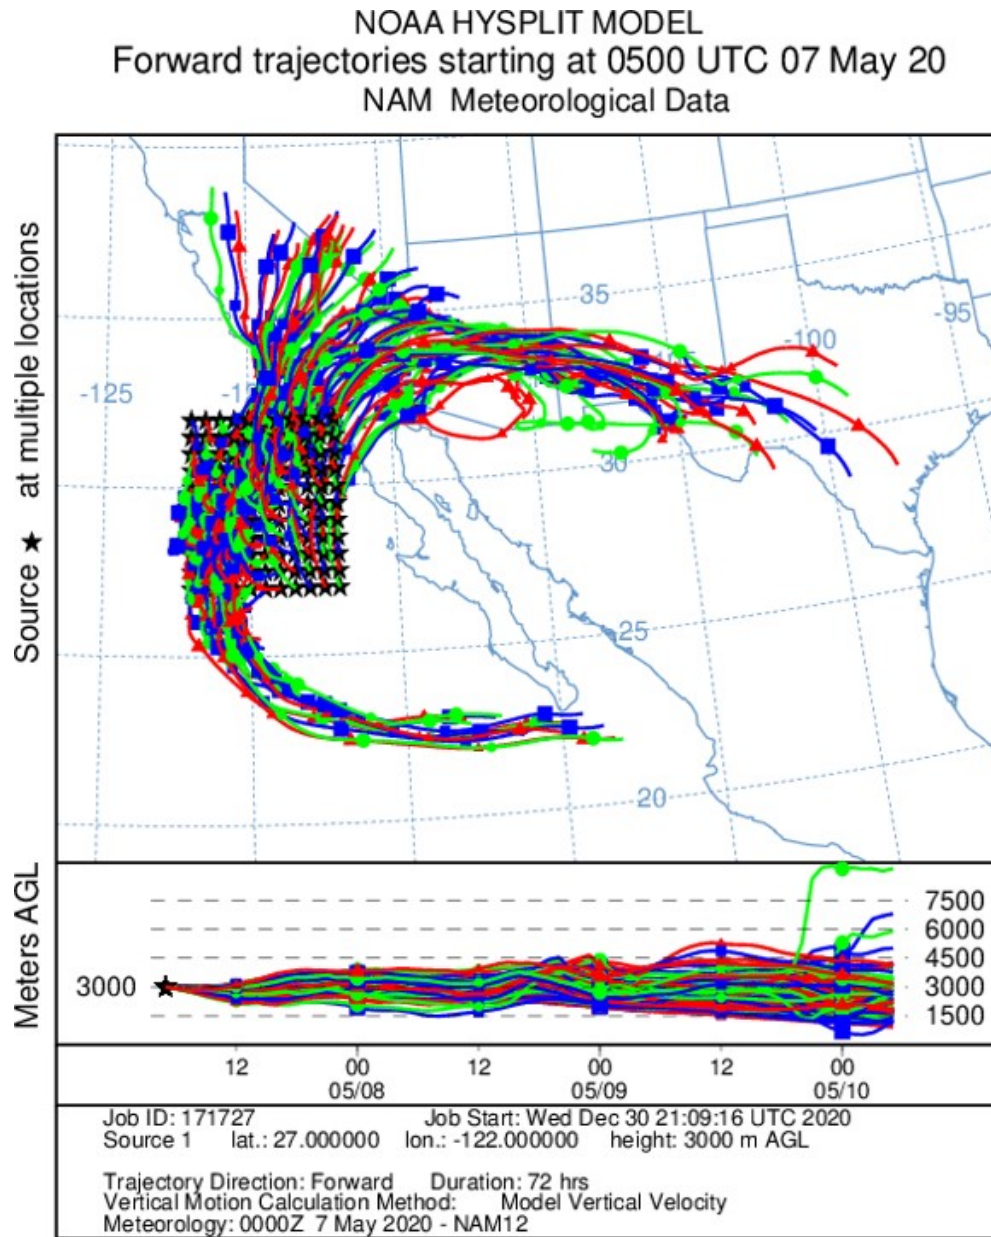 NOAA HYSPLIT MODEL
Forward trajectories starting at 0500 UTC 07 May 20
NAM Meteorological Data
Source ★ at multiple locations
35
-100
-95
-125
30
25
20
Meters AGL
3000
7500
6000
4500
3000
1500
12 00 12 00 12 00
05/08 05/09 05/10
Job ID: 171727 Job Start: Wed Dec 30 21:09:16 UTC 2020
Source 1 lat.: 27.000000 lon.: -122.000000 height: 3000 m AGL
Trajectory Direction: Forward Duration: 72 hrs
Vertical Motion Calculation Method: Model Vertical Velocity
Meteorology: 0000Z 7 May 2020 - NAM12